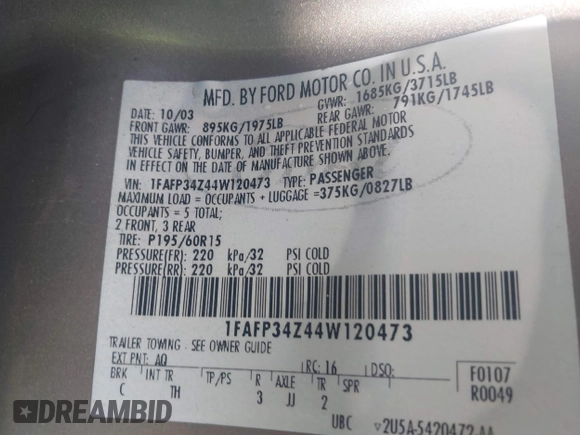 MFD. BY FORD MOTOR CO. IN U.S.A.
DATE: 10/03 GVWR: 1685KG/3715LB
FRONT GAWR: 895KG/1975LB REAR GAWR: 791KG/1745LB
THIS VEHICLE CONFORMS TO ALL APPLICABLE FEDERAL MOTOR
VEHICLE SAFETY, BUMPER, AND THEFT PREVENTION STANDARDS
IN EFFECT ON THE DATE OF MANUFACTURE SHOWN ABOVE.
VIN: 1FAFP34Z44W120473 TYPE: PASSENGER
MAXIMUM LOAD = OCCUPANTS + LUGGAGE =375KG/0827LB
OCCUPANTS = 5 TOTAL;
2 FRONT, 3 REAR
TIRE: P195/60R15
PRESSURE(FR): 220 kPa/32 PSI COLD
PRESSURE(RR): 220 kPa/32 PSI COLD
1FAFP34Z44W120473
TRAILER TOWING - SEE OWNER GUIDE
EXT PNT: AQ RC: 16 DSO: F0107
BRK INT TR TP/PS R AXLE TR SPR R0049
C TH 3 JJ 2
UBC ▽2U5A-5420472 AA
DREAMBID